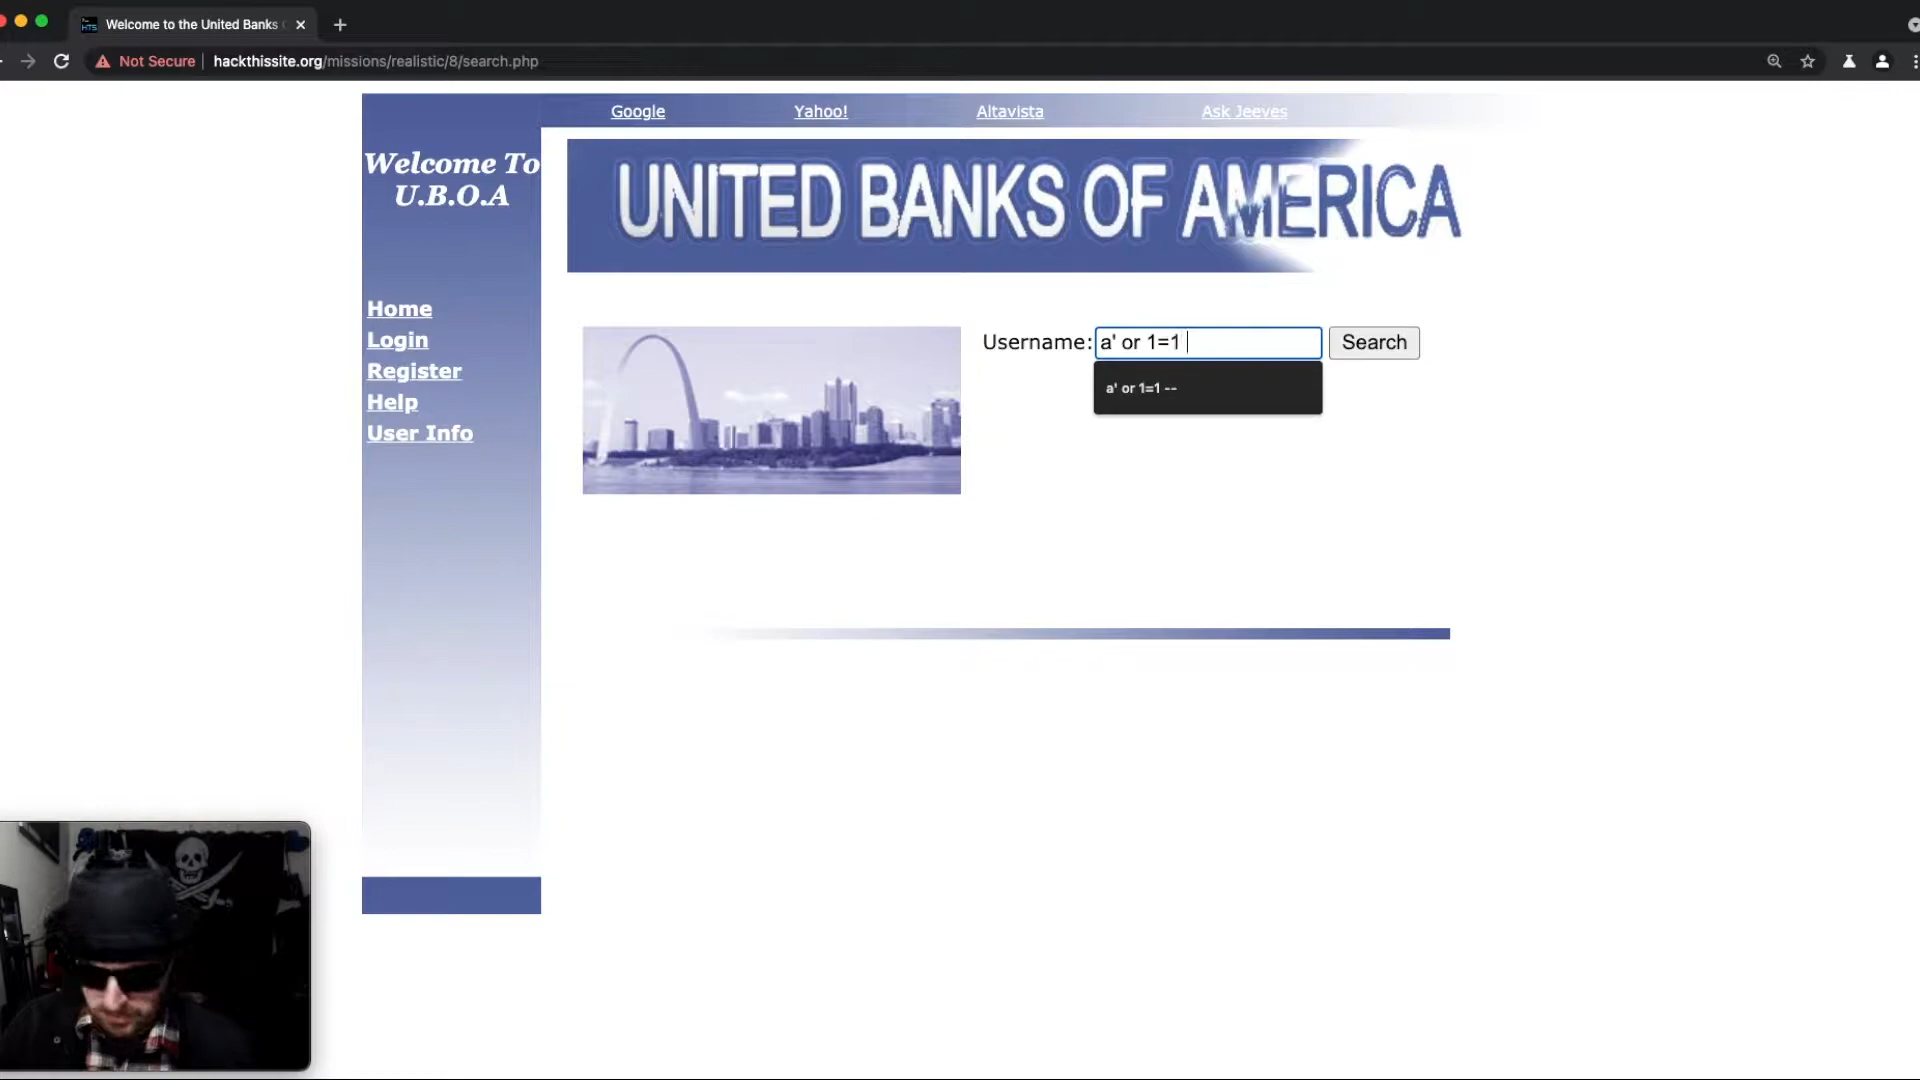 Welcome to the United Banks
Not Secure
hackthissite.org/missions/realistic/8/search.php
Google
Yahoo!
Altavista
Ask Jeeves
Welcome To
U.B.O.A
UNITED BANKS OF AMERICA
Home
Login
Register
Help
User Info
Username:
a' or 1=1
Search
a' or 1=1 --